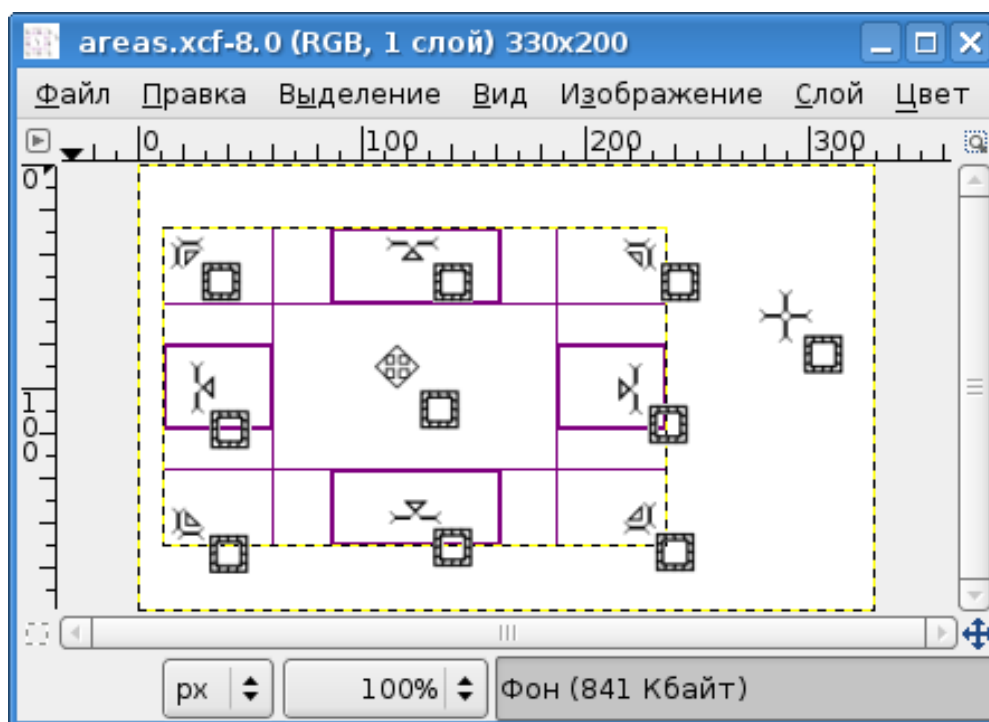 areas.xcf-8.0 (RGB, 1 слой) 330x200
Файл Правка Выделение Вид Изображение Слой Цвет
0 100 200 300
0
100
px 100% Фон (841 Кбайт)